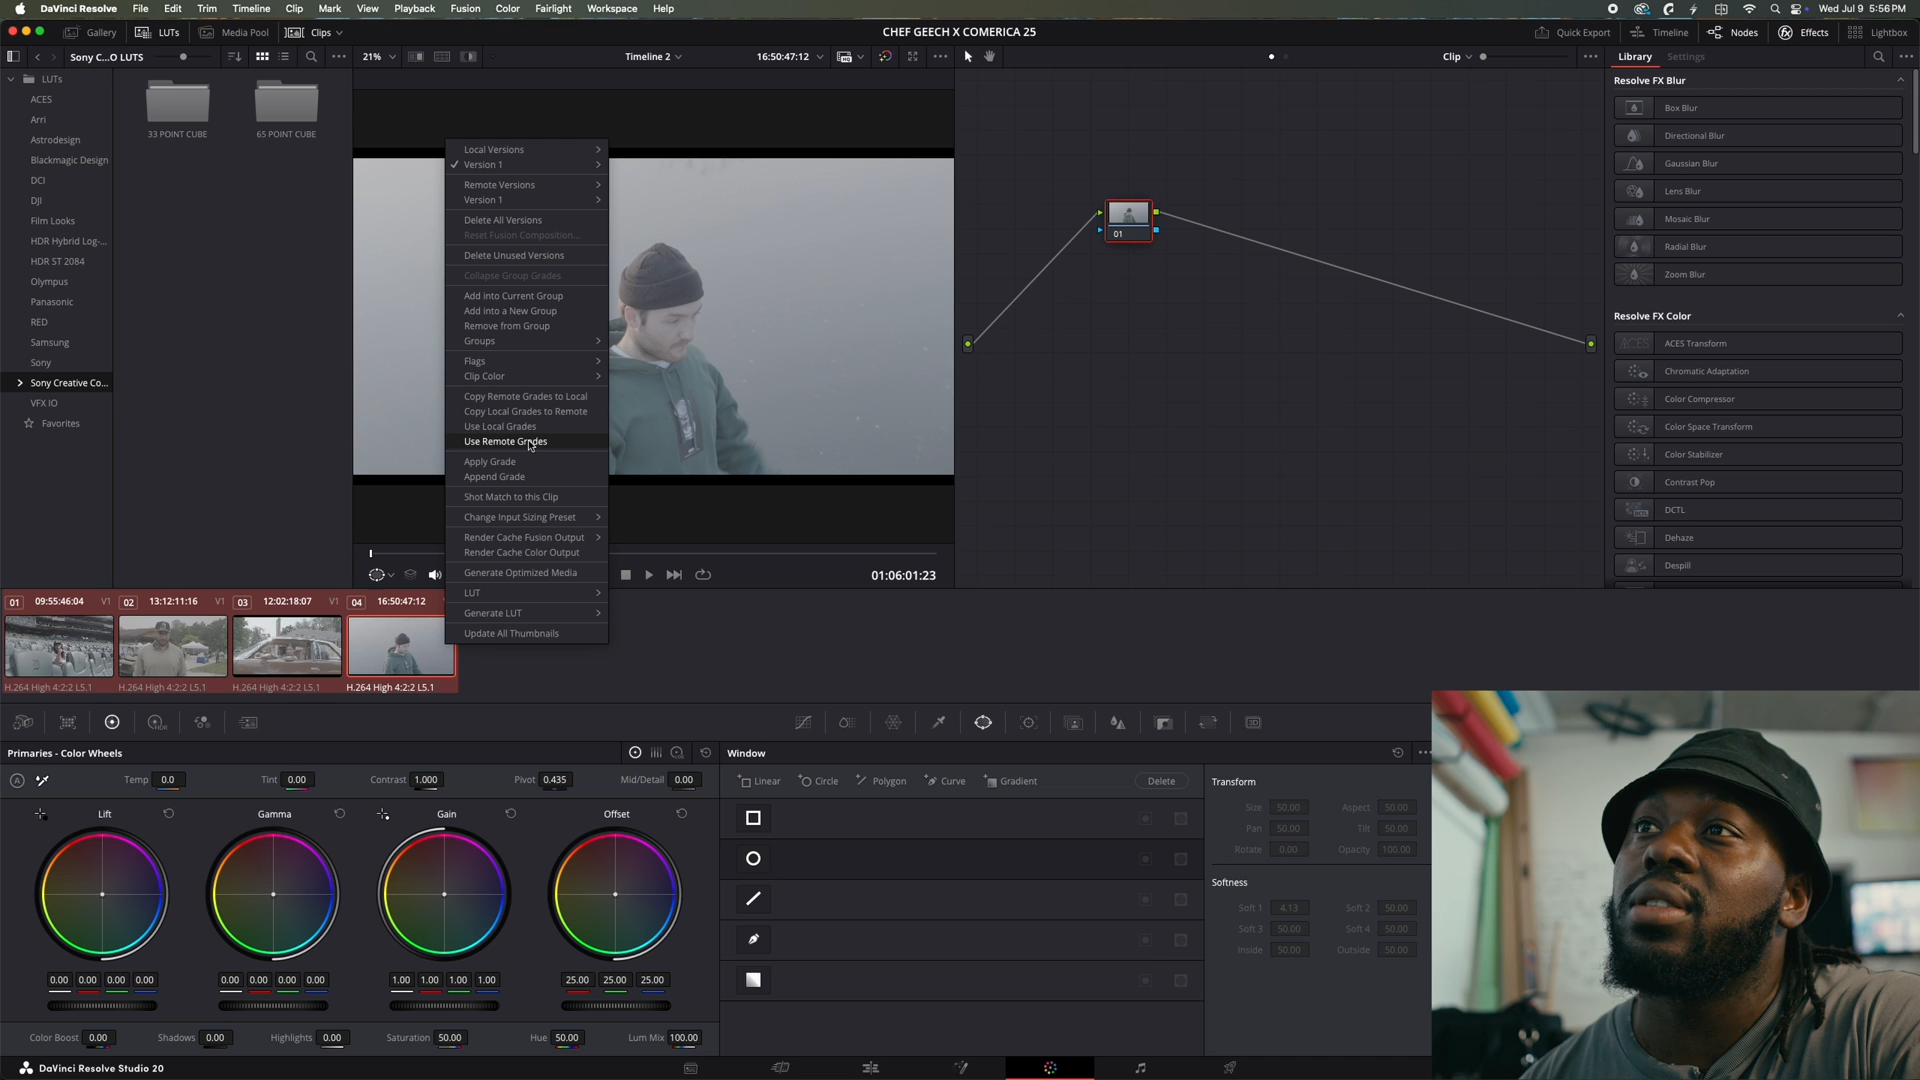 DaVinci Resolve File Edit Trim Timeline Clip Mark View Playback Fusion Color Fairlight Workspace Help Wed Jul 9 5:56 PM
Gallery LUTs Media Pool Clips CHEF GEECH X COMERICA 25 Quick Export Timeline Nodes Effects Lightbox
Sony C...O LUTS 21% Timeline 2 16:50:47:12 Clip Library Settings
LUTs
ACES
Arri
Astrodesign
Blackmagic Design
DCI
DJI
Film Looks
HDR Hybrid Log-...
HDR ST 2084
Olympus
Panasonic
RED
Samsung
Sony
Sony Creative Co...
VFX IO
Favorites
33 POINT CUBE 65 POINT CUBE
Local Versions
Version 1
Remote Versions
Version 1
Delete All Versions
Reset Fusion Composition...
Delete Unused Versions
Collapse Group Grades
Add into Current Group
Add into a New Group
Remove from Group
Groups
Flags
Clip Color
Copy Remote Grades to Local
Copy Local Grades to Remote
Use Local Grades
Use Remote Grades
Apply Grade
Append Grade
Shot Match to this Clip
Change Input Sizing Preset
Render Cache Fusion Output
Render Cache Color Output
Generate Optimized Media
LUT
Generate LUT
Update All Thumbnails
01:06:01:23
01
Resolve FX Blur
Box Blur
Directional Blur
Gaussian Blur
Lens Blur
Mosaic Blur
Radial Blur
Zoom Blur
Resolve FX Color
ACES Transform
Chromatic Adaptation
Color Compressor
Color Space Transform
Color Stabilizer
Contrast Pop
DCTL
Dehaze
Despill
01 09:55:46:04 V1 02 13:12:11:16 V1 03 12:02:18:07 V1 04 16:50:47:12
H.264 High 4:2:2 L5.1 H.264 High 4:2:2 L5.1 H.264 High 4:2:2 L5.1 H.264 High 4:2:2 L5.1
Primaries - Color Wheels
Temp 0.0 Tint 0.00 Contrast 1.000 Pivot 0.435 Mid/Detail 0.00
Lift Gamma Gain Offset
0.00 0.00 0.00 0.00 0.00 0.00 0.00 0.00 1.00 1.00 1.00 1.00 25.00 25.00 25.00
Color Boost 0.00 Shadows 0.00 Highlights 0.00 Saturation 50.00 Hue 50.00 Lum Mix 100.00
Window
Linear Circle Polygon Curve Gradient Delete
Transform
Size 50.00 Aspect 50.00
Pan 50.00 Tilt 50.00
Rotate 0.00 Opacity 100.00
Softness
Soft 1 4.13 Soft 2 50.00
Soft 3 50.00 Soft 4 50.00
Inside 50.00 Outside 50.00
DaVinci Resolve Studio 20